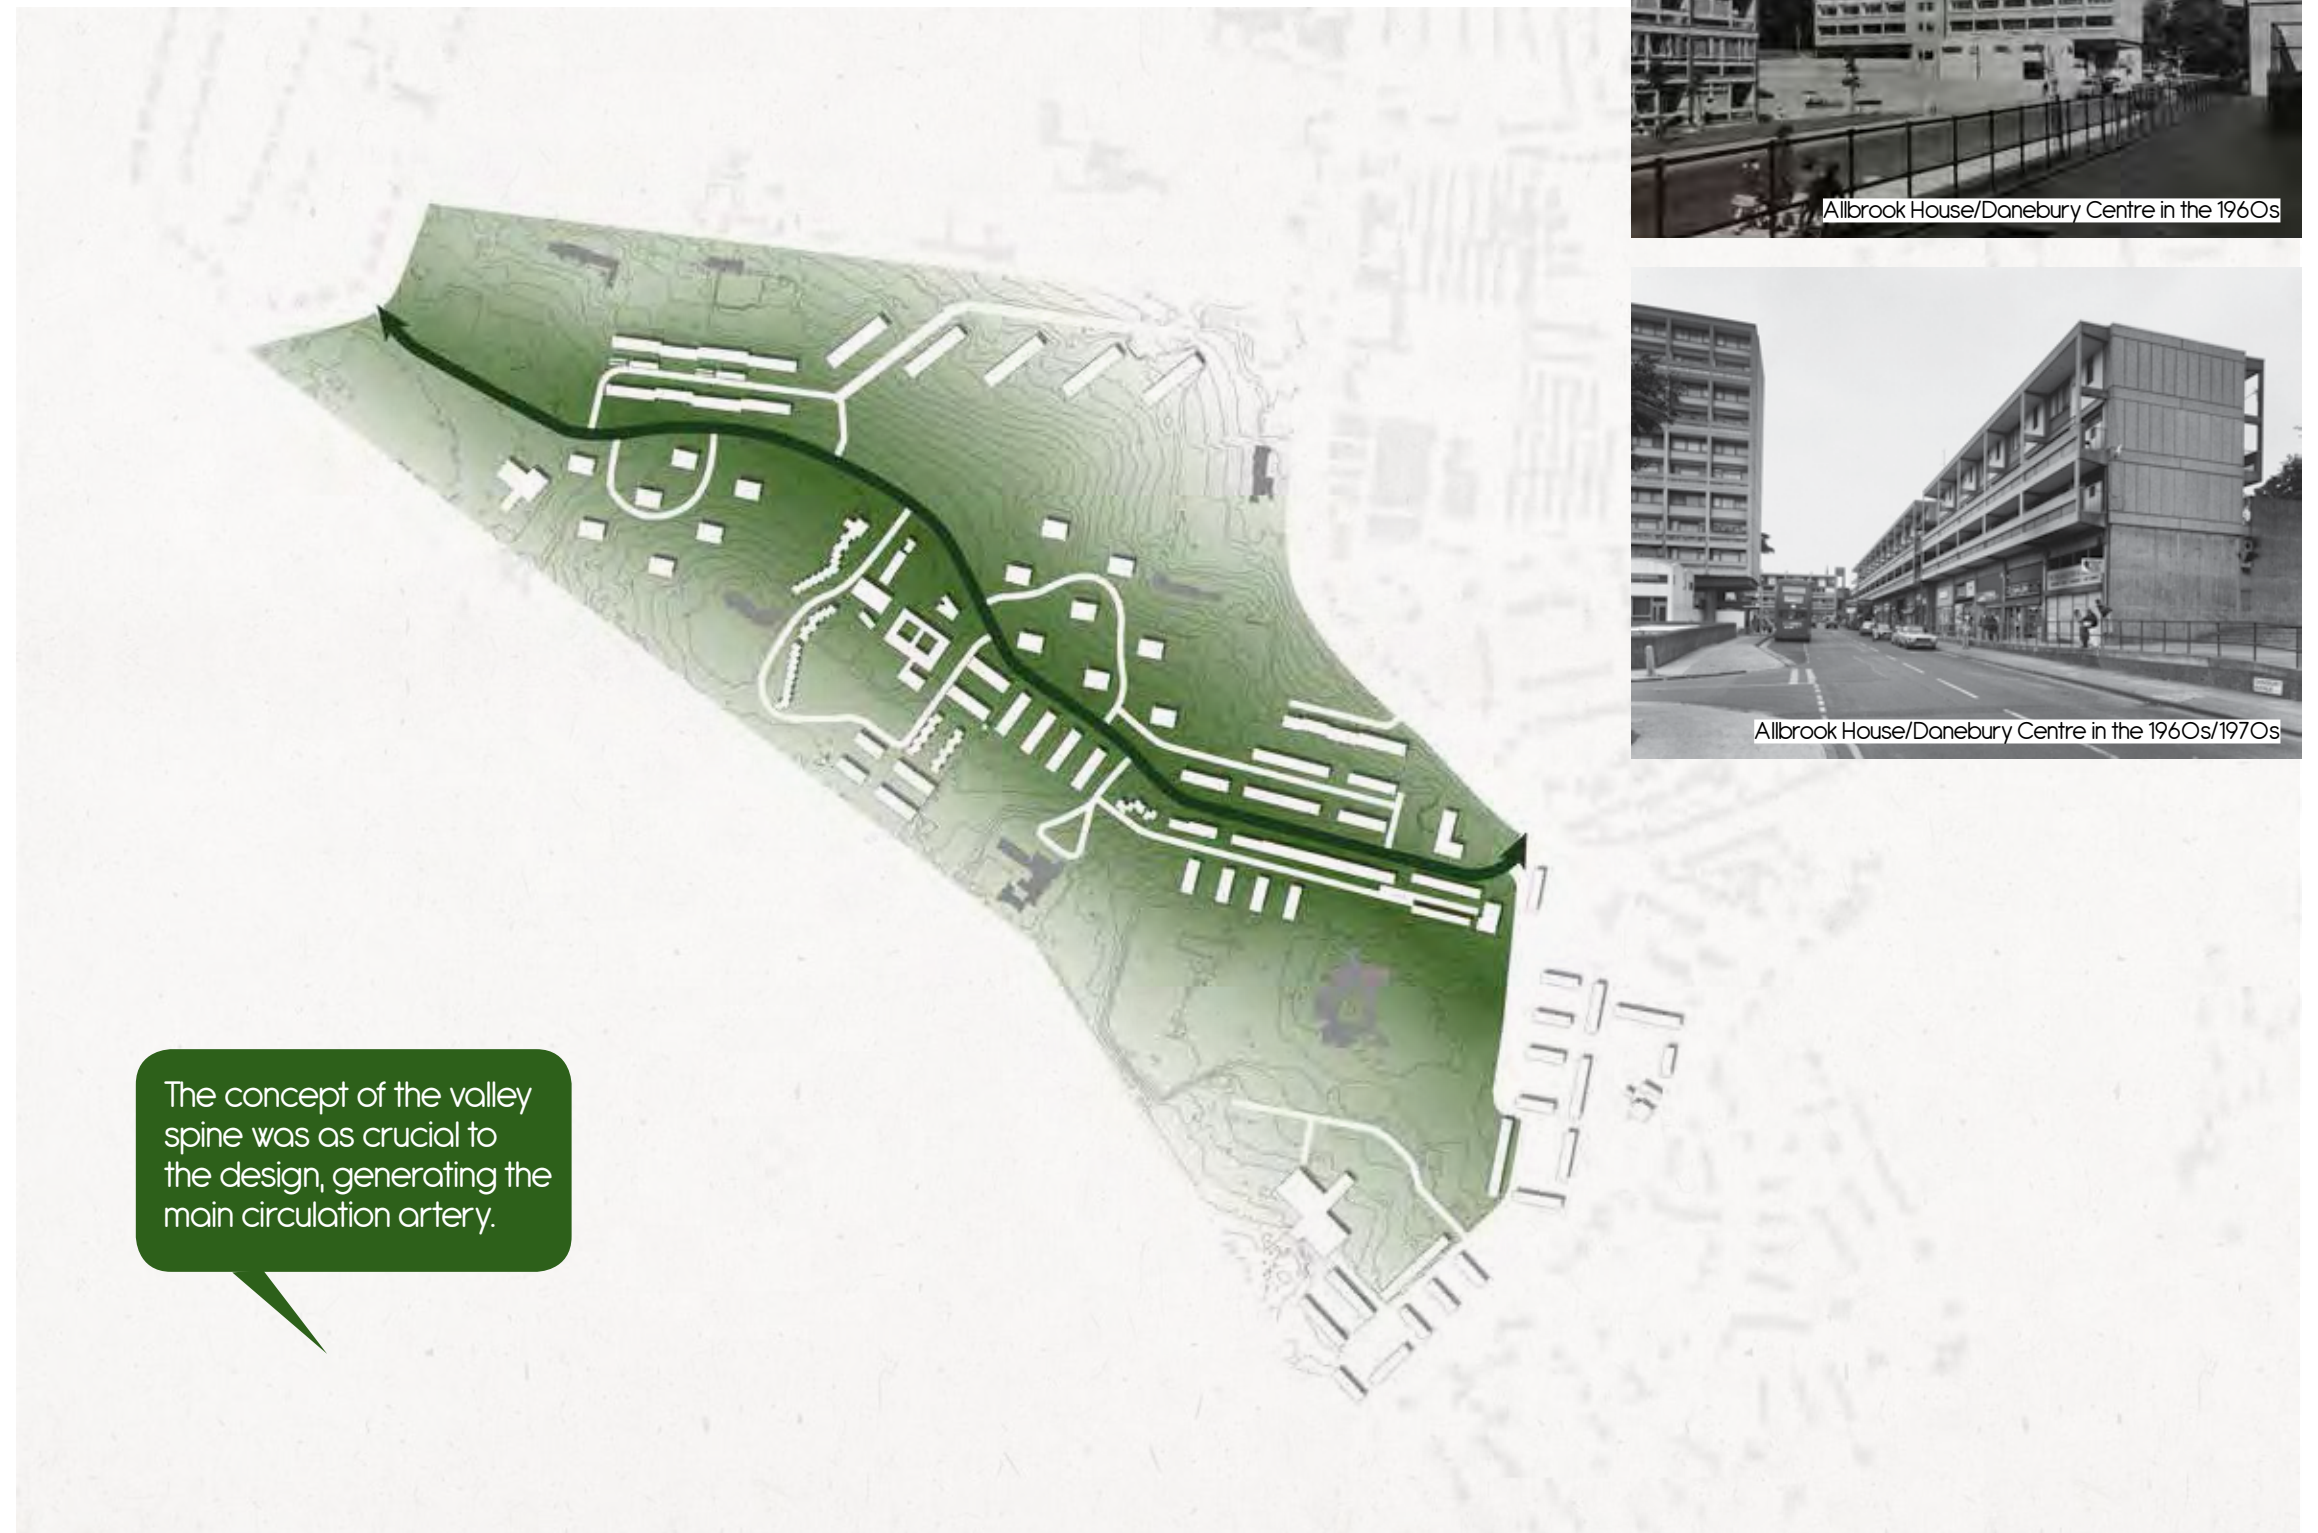 Allbrook House/Danebury Centre in the 1960s
Allbrook House/Danebury Centre in the 1960s/1970s
The concept of the valley
spine was as crucial to
the design, generating the
main circulation artery.